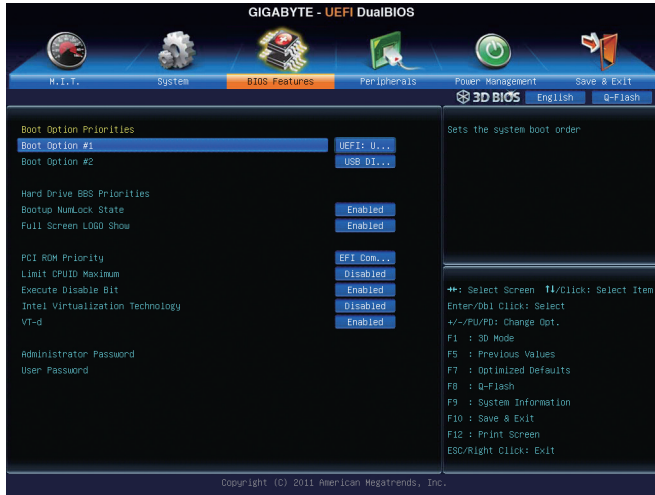 GIGABYTE - UEFI DualBIOS
M.I.T. System BIOS Features Peripherals Power Management Save & Exit
3D BIOS English Q-Flash
Boot Option Priorities
Boot Option #1 UEFI: U...
Boot Option #2 USB DI...
Hard Drive BBS Priorities
Bootup NumLock State Enabled
Full Screen LOGO Show Enabled
PCI ROM Priority EFI Com...
Limit CPUID Maximum Disabled
Execute Disable Bit Enabled
Intel Virtualization Technology Disabled
VT-d Enabled
Administrator Password
User Password
Sets the system boot order
→←: Select Screen ↑↓/Click: Select Item
Enter/Dbl Click: Select
+/-/PU/PD: Change Opt.
F1 : 3D Mode
F5 : Previous Values
F7 : Optimized Defaults
F8 : Q-Flash
F9 : System Information
F10 : Save & Exit
F12 : Print Screen
ESC/Right Click: Exit
Copyright (C) 2011 American Megatrends, Inc.